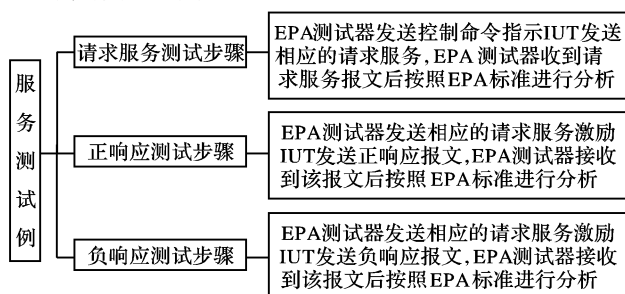 服务测试例
请求服务测试步骤
EPA测试器发送控制命令指示IUT发送
相应的请求服务,EPA测试器收到请
求服务报文后按照EPA标准进行分析
正响应测试步骤
EPA测试器发送相应的请求服务激励
IUT发送正响应报文,EPA测试器接收
到该报文后按照EPA标准进行分析
负响应测试步骤
EPA测试器发送相应的请求服务激励
IUT发送负响应报文,EPA测试器接收
到该报文后按照EPA标准进行分析